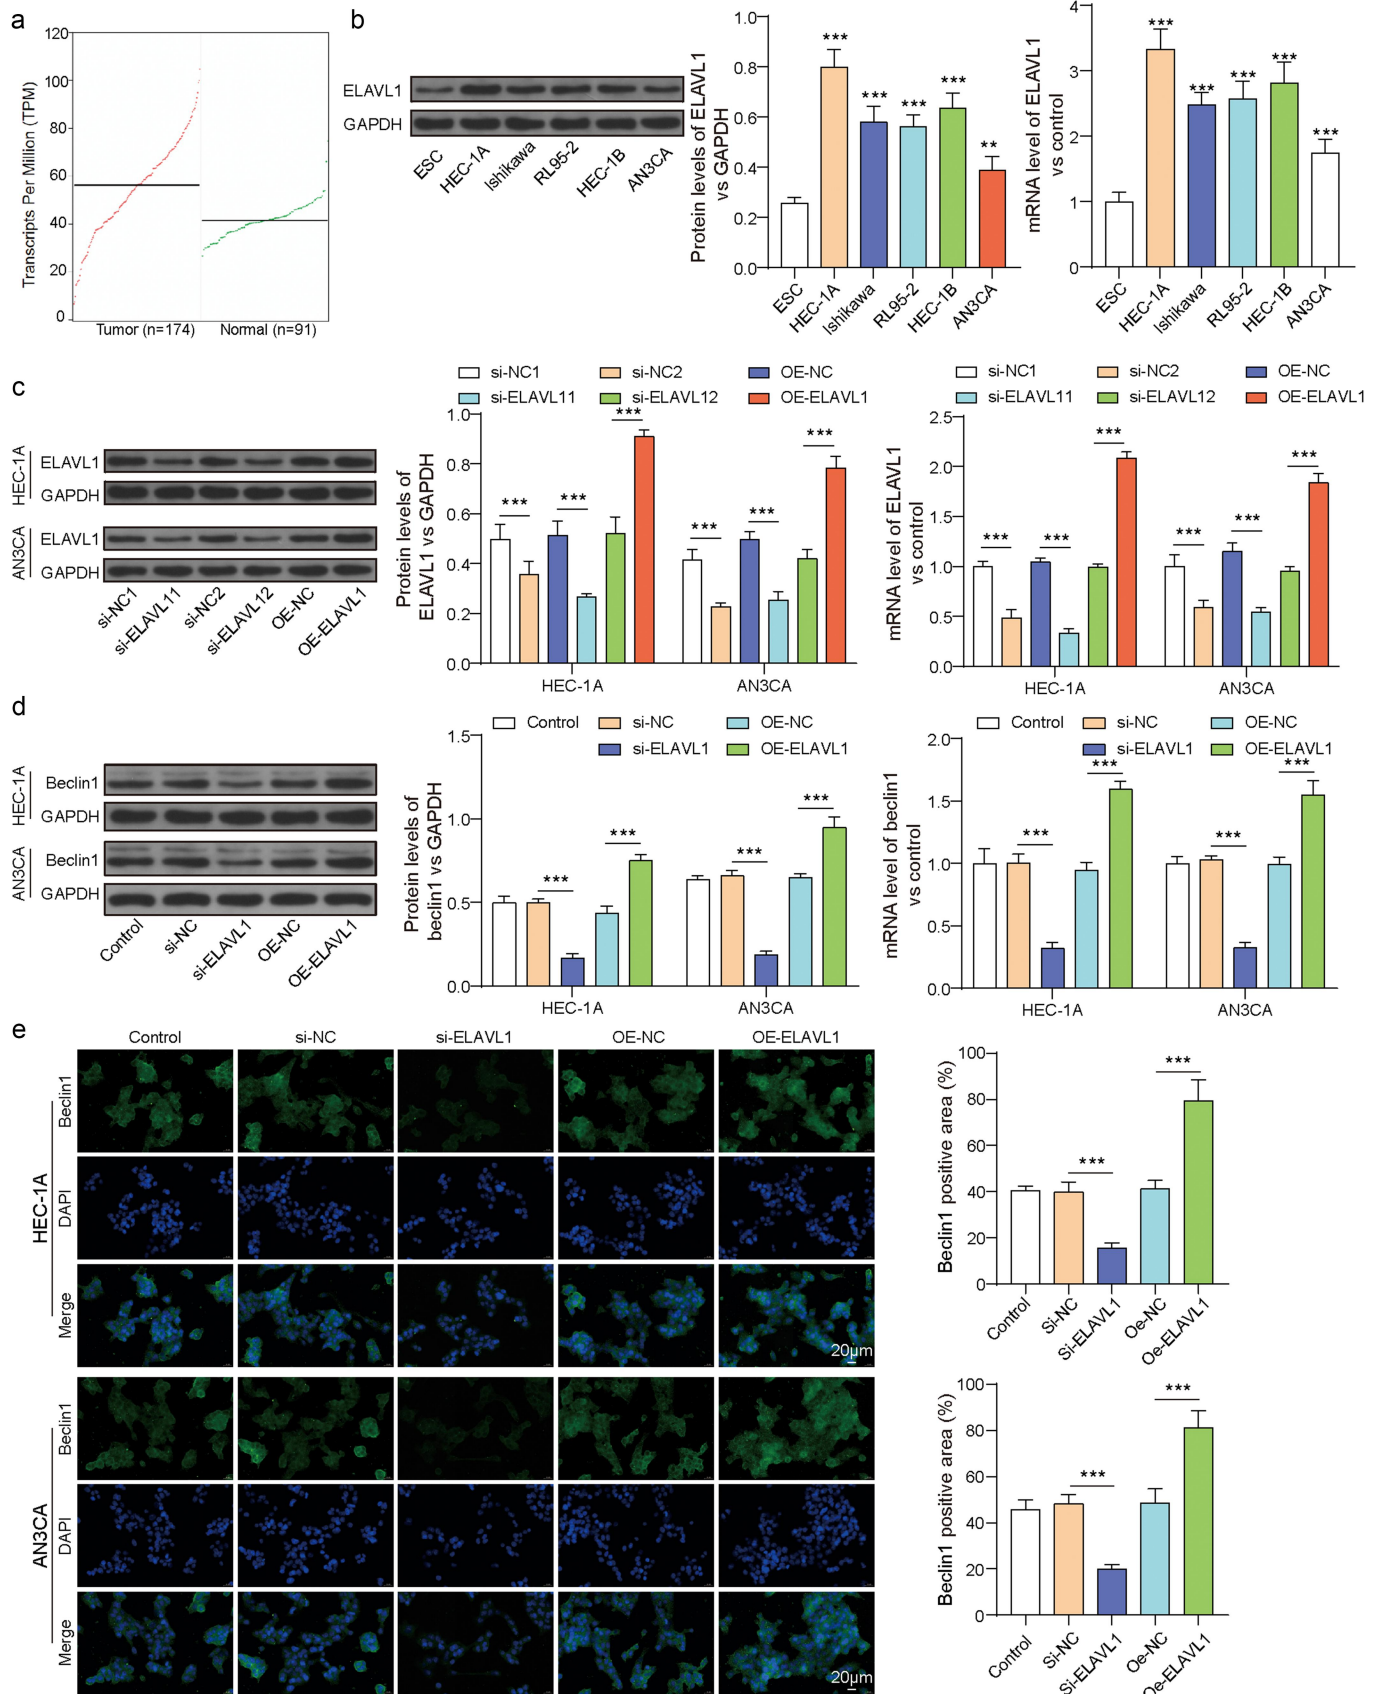 a
Transcripts Per Million (TPM)
120
100
80
60
40
20
0
Tumor (n=174)
Normal (n=91)
b
ELAVL1
GAPDH
ESC
HEC-1A
Ishikawa
RL95-2
HEC-1B
AN3CA
Protein levels of ELAVL1
vs GAPDH
1.0
0.8
0.6
0.4
0.2
0.0
***
***
***
***
**
ESC
HEC-1A
Ishikawa
RL95-2
HEC-1B
AN3CA
mRNA level of ELAVL1
vs control
4
3
2
1
0
***
***
***
***
***
ESC
HEC-1A
Ishikawa
RL95-2
HEC-1B
AN3CA
c
HEC-1A
ELAVL1
GAPDH
AN3CA
ELAVL1
GAPDH
si-NC1
si-ELAVL11
si-NC2
si-ELAVL12
OE-NC
OE-ELAVL1
si-NC1
si-NC2
OE-NC
si-ELAVL11
si-ELAVL12
OE-ELAVL1
Protein levels of
ELAVL1 vs GAPDH
1.0
0.8
0.6
0.4
0.2
0.0
***
***
***
***
***
***
HEC-1A
AN3CA
si-NC1
si-NC2
OE-NC
si-ELAVL11
si-ELAVL12
OE-ELAVL1
mRNA level of ELAVL1
vs control
2.5
2.0
1.5
1.0
0.5
0.0
***
***
***
***
***
***
HEC-1A
AN3CA
d
HEC-1A
Beclin1
GAPDH
AN3CA
Beclin1
GAPDH
Control
si-NC
si-ELAVL1
OE-NC
OE-ELAVL1
Control
si-NC
OE-NC
si-ELAVL1
OE-ELAVL1
Protein levels of
beclin1 vs GAPDH
1.5
1.0
0.5
0.0
***
***
***
***
HEC-1A
AN3CA
Control
si-NC
OE-NC
si-ELAVL1
OE-ELAVL1
mRNA level of beclin1
vs control
2.0
1.5
1.0
0.5
0.0
***
***
***
***
HEC-1A
AN3CA
e
Control
si-NC
si-ELAVL1
OE-NC
OE-ELAVL1
HEC-1A
Beclin1
DAPI
Merge
20μm
AN3CA
Beclin1
DAPI
Merge
20μm
Beclin1 positive area (%)
100
80
60
40
20
0
***
***
Control
Si-NC
Si-ELAVL1
Oe-NC
Oe-ELAVL1
Beclin1 positive area (%)
100
80
60
40
20
0
***
***
Control
Si-NC
Si-ELAVL1
Oe-NC
Oe-ELAVL1